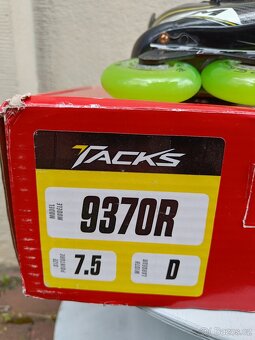 TACKS
MODEL
MODÈLE
9370R
SIZE
POINTURE
7.5
WIDTH
LARGEUR
D